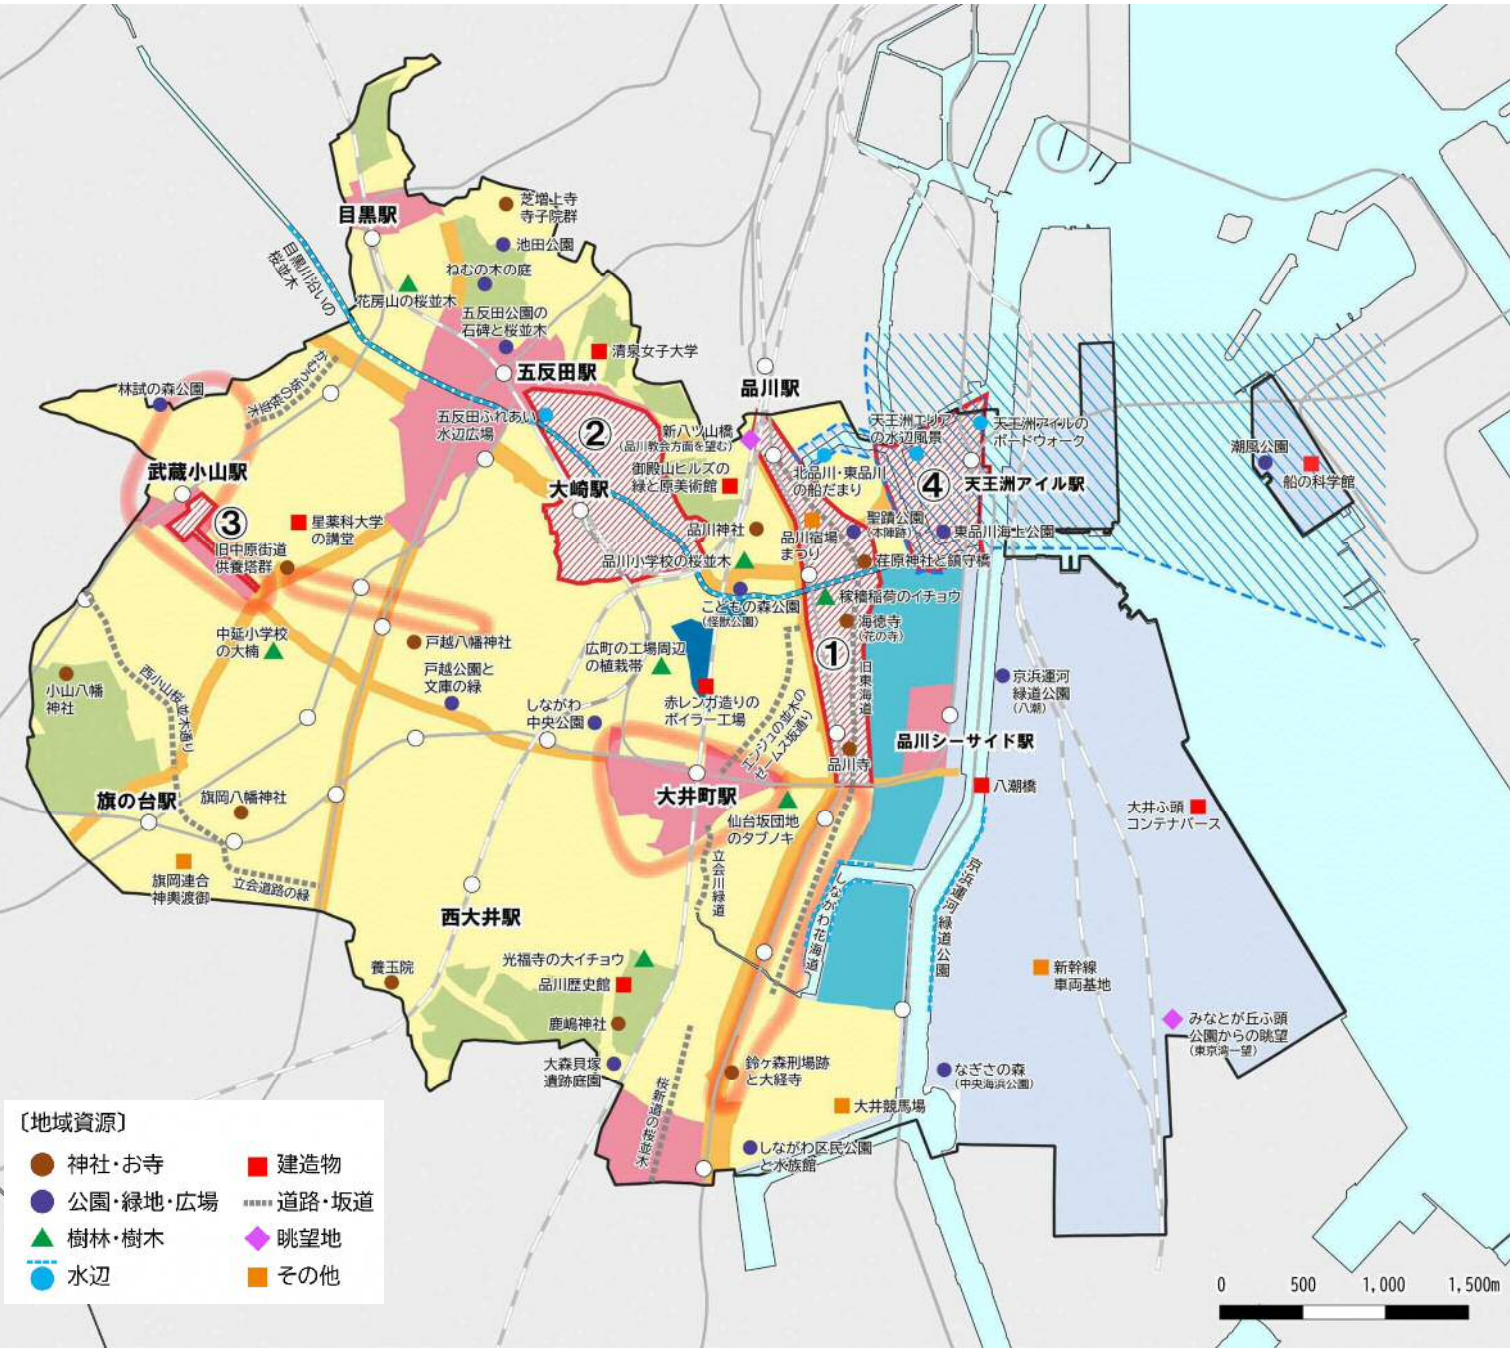 目黒駅
芝増上寺
寺子院群
池田公園
ねむの木の庭
花房山の桜並木
目黒川沿いの
桜並木
五反田公園の
石碑と桜並木
清泉女子大学
かむろ坂の桜並木
林試の森公園
五反田駅
五反田ふれあい
水辺広場
②
品川駅
新八ツ山橋
(品川教会方面を望む)
御殿山ヒルズの
緑と原美術館
北品川・東品川
の船だまり
天王洲エリア
の水辺風景
天王洲アイルの
ボードウォーク
④
天王洲アイル駅
潮風公園
船の科学館
武蔵小山駅
③
星薬科大学
の講堂
旧中原街道
供養塔群
大崎駅
品川神社
品川宿場
まつり
聖蹟公園
(本陣跡)
東品川海上公園
品川小学校の桜並木
荏原神社と鎮守橋
こどもの森公園
(怪獣公園)
稼穡稲荷のイチョウ
海徳寺
(花の寺)
①
旧東海道
中延小学校
の大楠
戸越八幡神社
戸越公園と
文庫の緑
広町の工場周辺
の植栽帯
赤レンガ造りの
ボイラー工場
しながわ
中央公園
小山八幡
神社
西小山桜並木通り
エンジュの並木の
ゼームス坂通り
京浜運河
緑道公園
(八潮)
品川シーサイド駅
品川寺
八潮橋
大井ふ頭
コンテナバース
旗の台駅
旗岡八幡神社
大井町駅
仙台坂団地
のタブノキ
旗岡連合
神輿渡御
立会道路の緑
立会川緑道
しながわ花海道
京浜運河緑道公園
西大井駅
養玉院
光福寺の大イチョウ
品川歴史館
鹿嶋神社
大森貝塚
遺跡庭園
桜新道の桜並木
鈴ヶ森刑場跡
と大経寺
大井競馬場
しながわ区民公園
と水族館
なぎさの森
(中央海浜公園)
新幹線
車両基地
みなとが丘ふ頭
公園からの眺望
(東京湾一望)
〔地域資源〕
神社・お寺
建造物
公園・緑地・広場
道路・坂道
樹林・樹木
眺望地
水辺
その他
0 500 1,000 1,500m